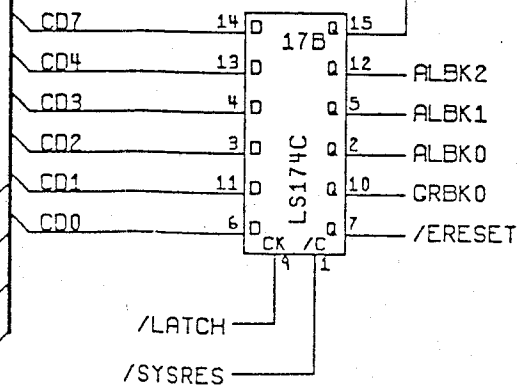 CD7 14 D 17B Q 15
CD4 13 D Q 12 ALBK2
CD3 4 D Q 5 ALBK1
CD2 3 D Q 2 ALBK0
CD1 11 D Q 10 GRBK0
CD0 6 D Q 7 /ERESET
LS174C
CK /C
9 1
/LATCH
/SYSRES